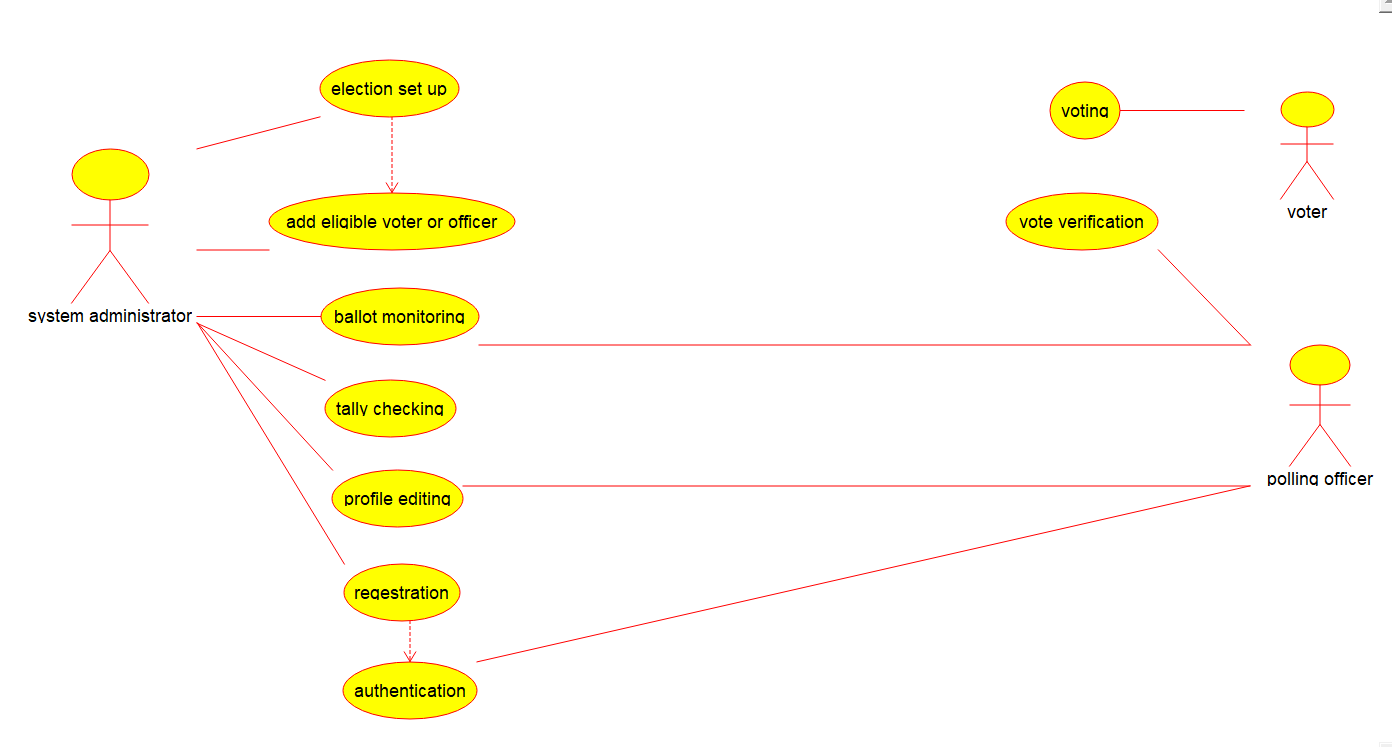 election set up
voting
voter
add eligible voter or officer
vote verification
system administrator
ballot monitoring
tally checking
polling officer
profile editing
regestration
authentication